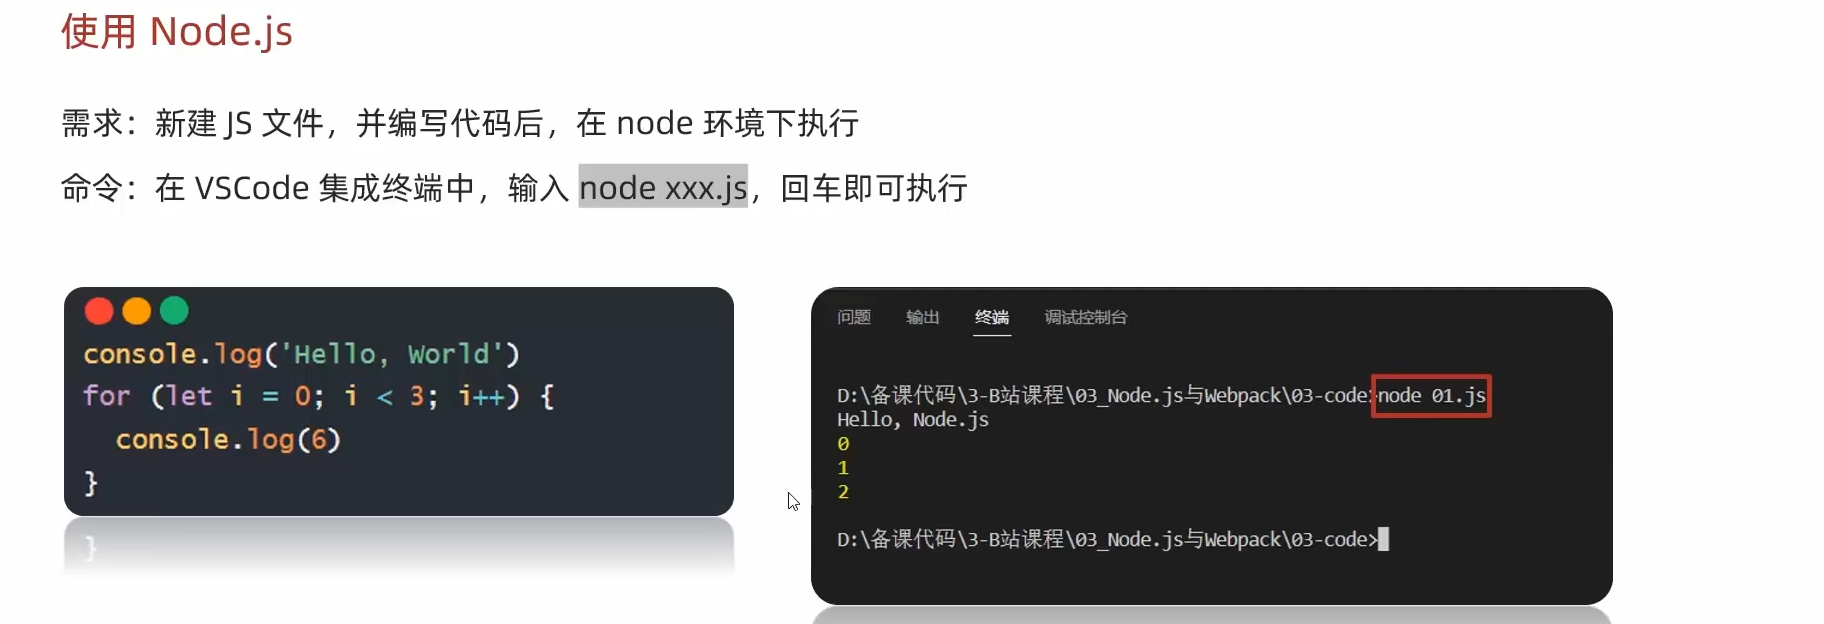 使用 Node.js
需求：新建 JS 文件，并编写代码后，在 node 环境下执行
命令：在 VSCode 集成终端中，输入 node xxx.js，回车即可执行
console.log('Hello, World')
for (let i = 0; i < 3; i++) {
  console.log(6)
}
问题 输出 终端 调试控制台
D:\备课代码\3-B站课程\03_Node.js与Webpack\03-code>node 01.js
Hello, Node.js
0
1
2
D:\备课代码\3-B站课程\03_Node.js与Webpack\03-code>